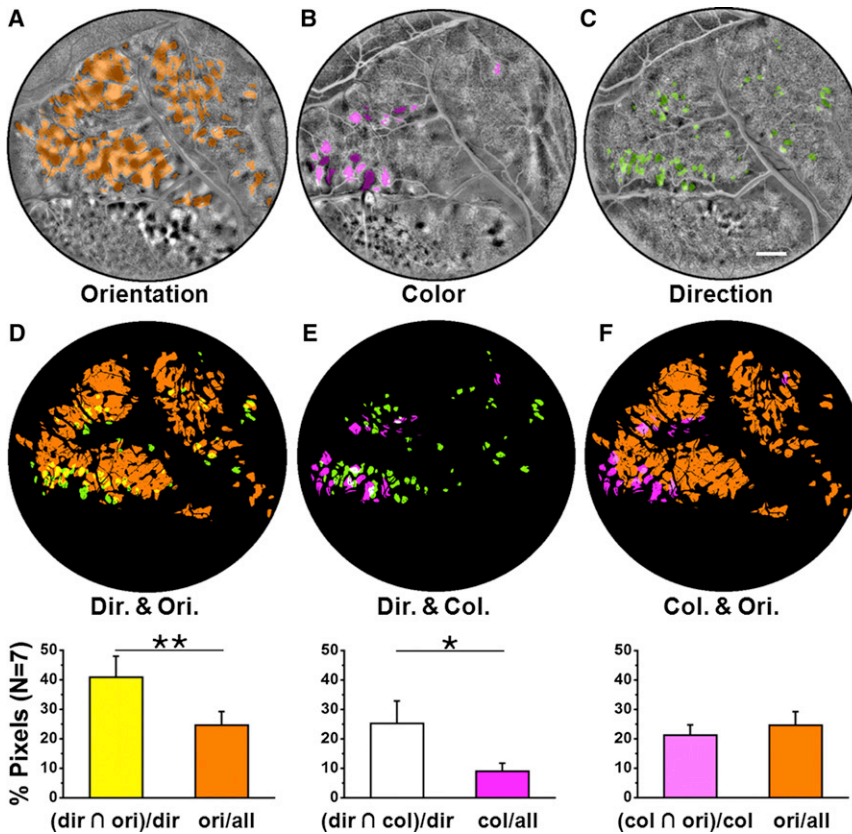 A B C
Orientation Color Direction
D E F
Dir. & Ori. Dir. & Col. Col. & Ori.
% Pixels (N=7)
50 ** 50 * 50
40 40 40
30 30 30
20 20 20
10 10 10
0 0 0
(dir ∩ ori)/dir ori/all (dir ∩ col)/dir col/all (col ∩ ori)/col ori/all